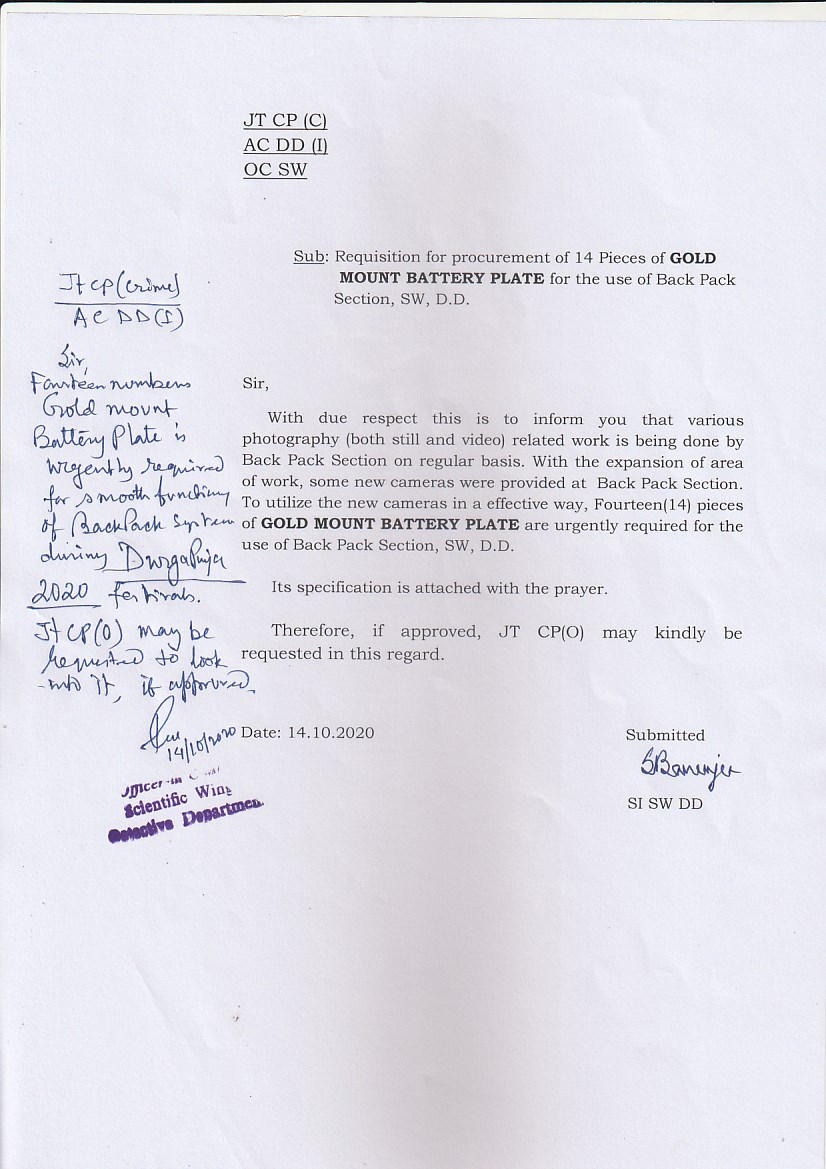 JT CP (C)
AC DD (I)
OC SW
Sub: Requisition for procurement of 14 Pieces of GOLD
MOUNT BATTERY PLATE for the use of Back Pack
Section, SW, D.D.
Sir,
With due respect this is to inform you that various
photography (both still and video) related work is being done by
Back Pack Section on regular basis. With the expansion of area
of work, some new cameras were provided at Back Pack Section.
To utilize the new cameras in a effective way, Fourteen(14) pieces
of GOLD MOUNT BATTERY PLATE are urgently required for the
use of Back Pack Section, SW, D.D.
Its specification is attached with the prayer.
Therefore, if approved, JT CP(O) may kindly be
requested in this regard.
Date: 14.10.2020
Submitted
SBanerjee
SI SW DD
Jt CP(Crime)
AC DD(I)
Sir,
Fourteen numbers
Gold mount
Battery Plate is
urgently required
for smooth functioning
of BackPack System
during DurgaPuja
2020 festivals.
Jt CP(O) may be
requested to look
into it, if approved.
14/10/2020
Scientific Wing
Detective Departmen